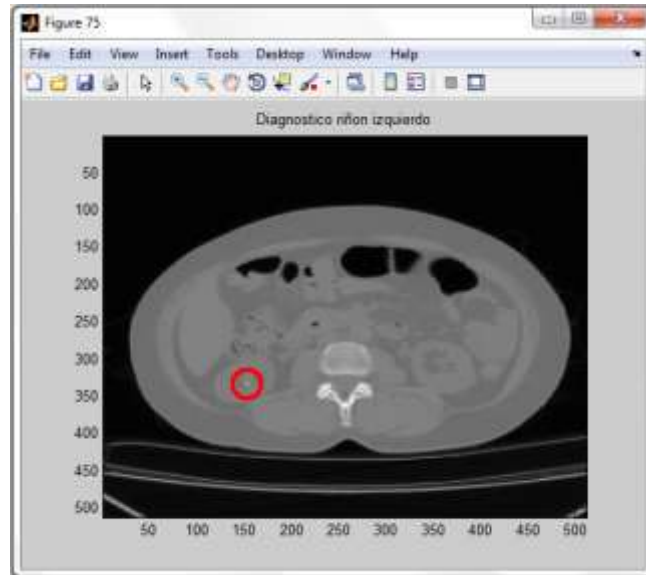 Figure 75
File Edit View Insert Tools Desktop Window Help
Diagnostico riñon izquierdo
50
100
150
200
250
300
350
400
450
500
50 100 150 200 250 300 350 400 450 500